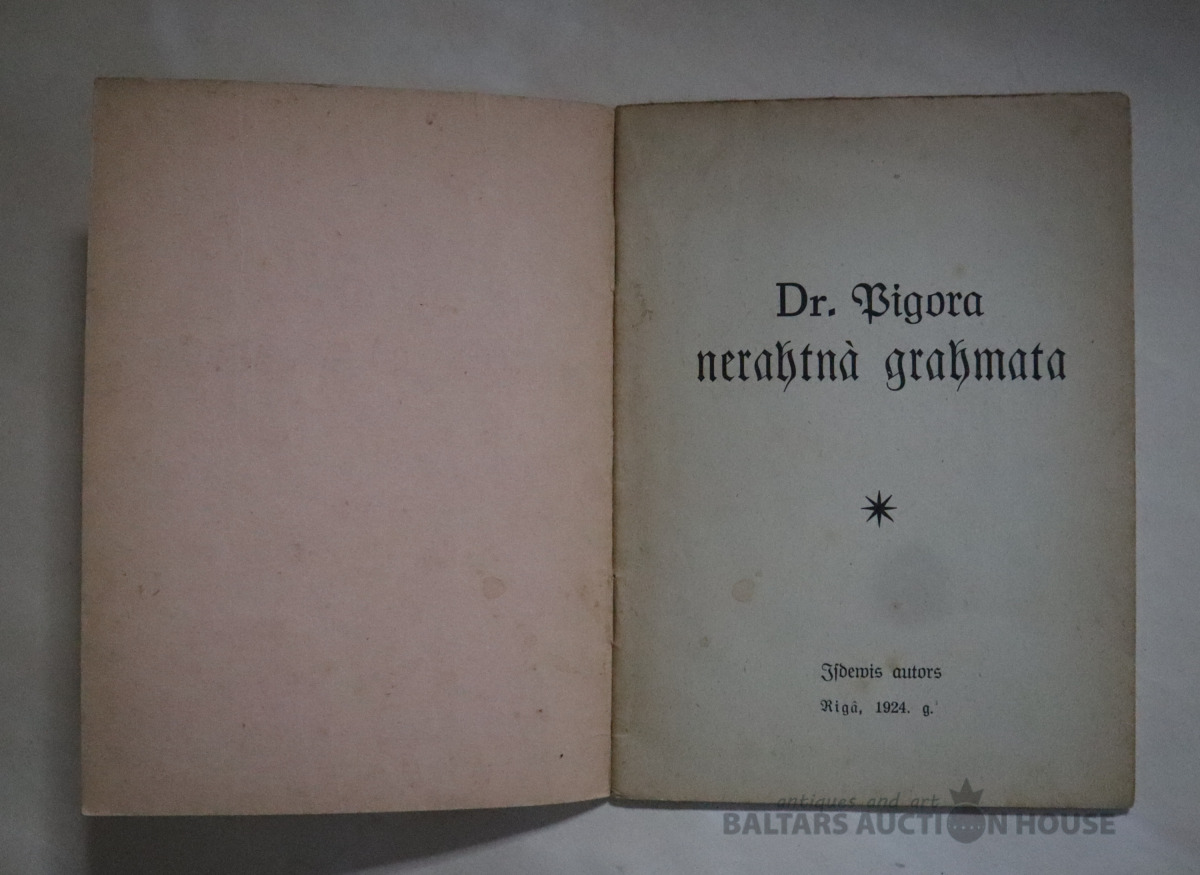 Dr. Pigora
nerahtnà grahmata
Iſdewis autors
Rigâ, 1924. g.
antiques and art
BALTARS AUCTION HOUSE